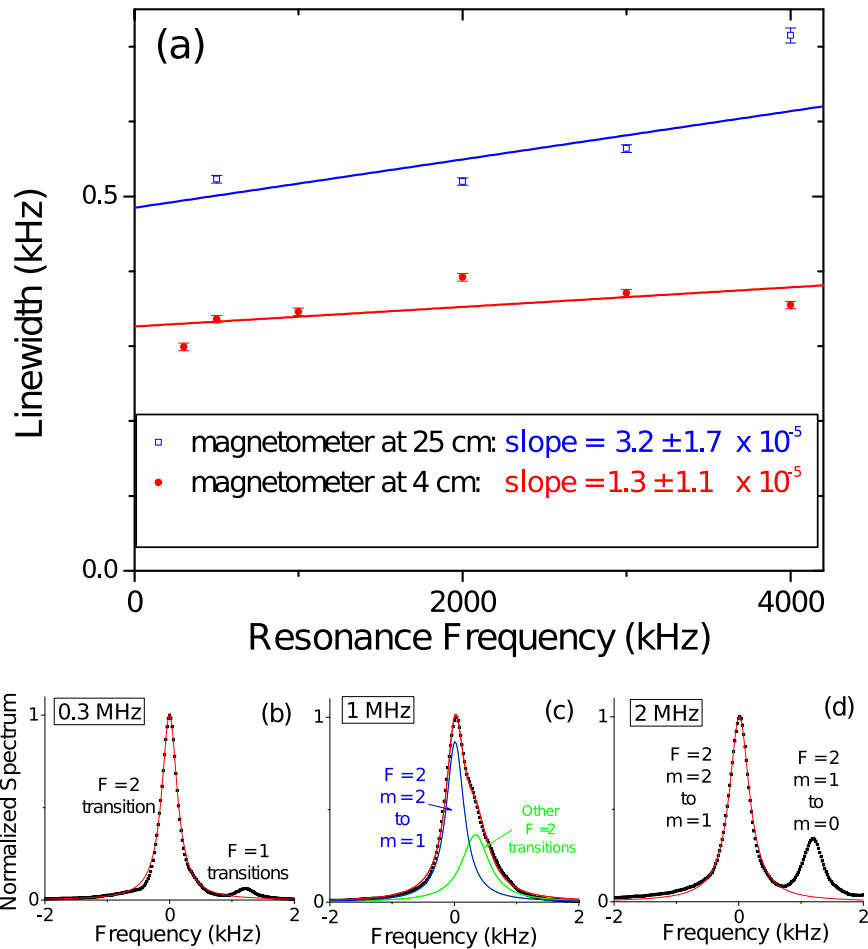 (a)
Linewidth (kHz)
0.5
0.0
magnetometer at 25 cm: slope = 3.2 ±1.7 x 10⁻⁵
magnetometer at 4 cm: slope = 1.3 ±1.1 x 10⁻⁵
0 2000 4000
Resonance Frequency (kHz)
Normalized Spectrum
0.3 MHz
(b)
1
0
F = 2
transition
F = 1
transitions
-2 0 2
Frequency (kHz)
1 MHz
(c)
1
0
F = 2
m = 2
to
m = 1
Other
F = 2
transitions
-2 0 2
Frequency (kHz)
2 MHz
(d)
1
0
F = 2
m = 2
to
m = 1
F = 2
m = 1
to
m = 0
-2 0 2
Frequency (kHz)